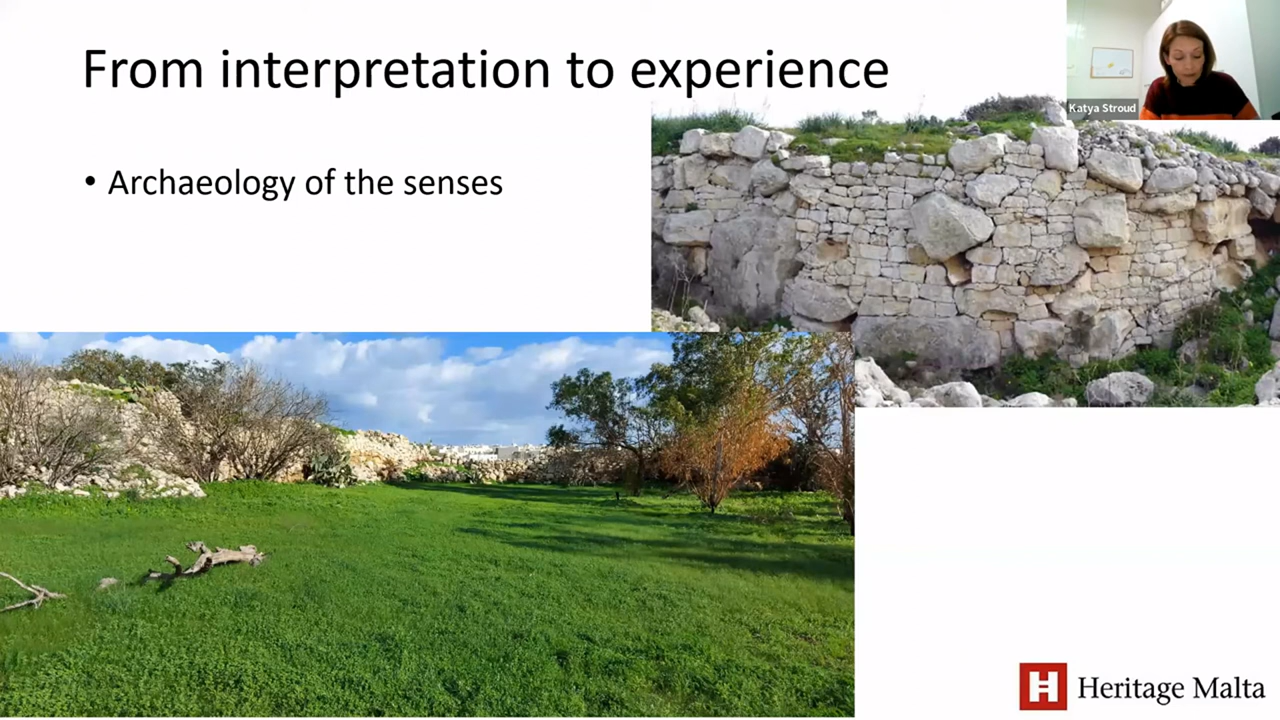 From interpretation to experience
• Archaeology of the senses
Katya Stroud
H Heritage Malta